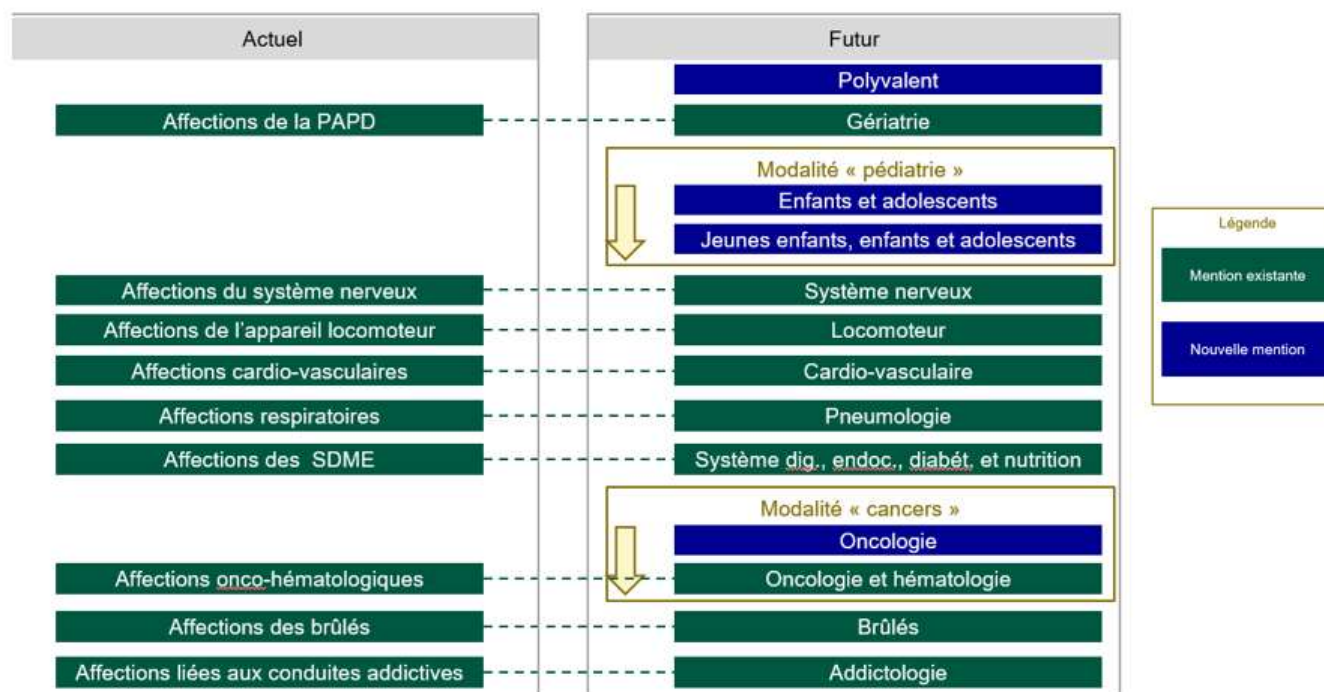 Actuel
Futur
Polyvalent
Affections de la PAPD
Gériatrie
Modalité « pédiatrie »
Enfants et adolescents
Jeunes enfants, enfants et adolescents
Légende
Mention existante
Nouvelle mention
Affections du système nerveux
Système nerveux
Affections de l'appareil locomoteur
Locomoteur
Affections cardio-vasculaires
Cardio-vasculaire
Affections respiratoires
Pneumologie
Affections des SDME
Système dig., endoc., diabét. et nutrition
Modalité « cancers »
Oncologie
Affections onco-hématologiques
Oncologie et hématologie
Affections des brûlés
Brûlés
Affections liées aux conduites addictives
Addictologie